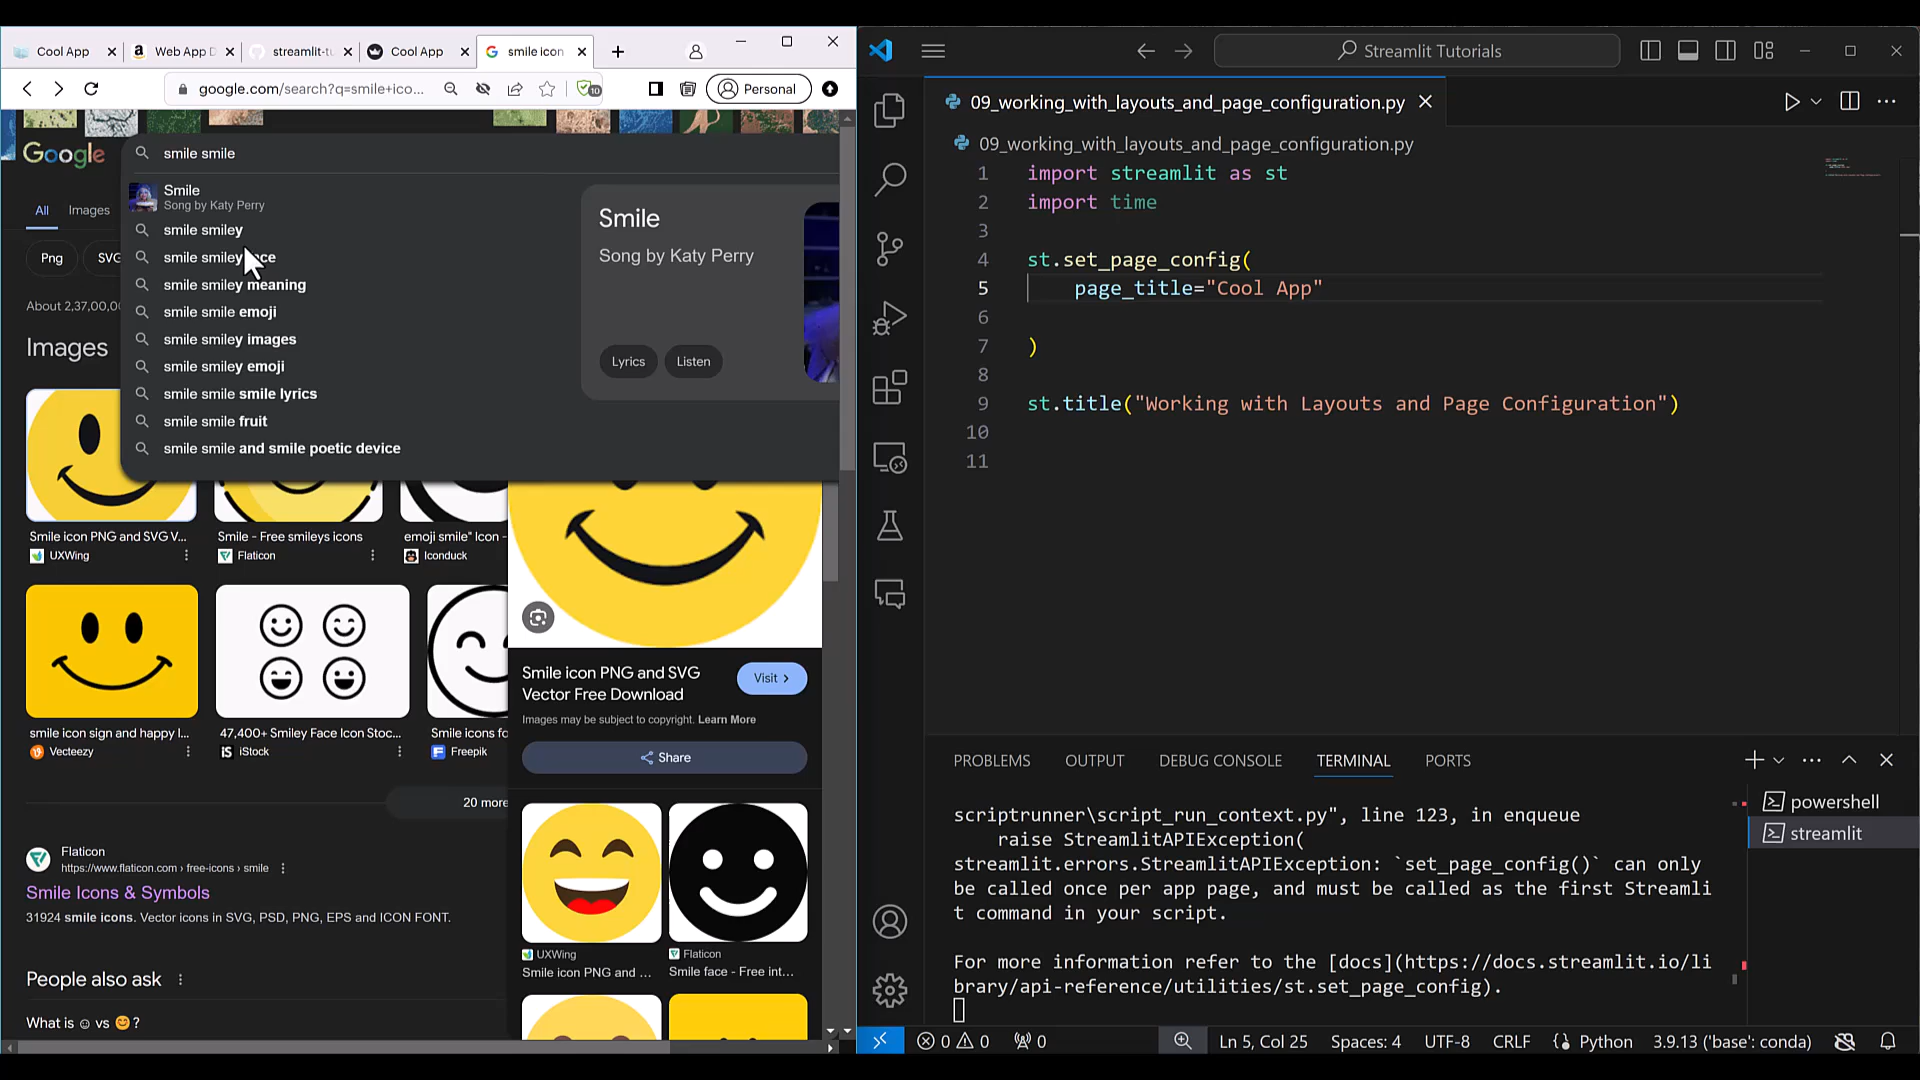 Cool App
Web App D
streamlit-tu
Cool App
smile icon
google.com/search?q=smile+ico...
10
Personal
Google
smile smile
Smile
Song by Katy Perry
smile smiley
smile smiley
smile smiley meaning
smile smile emoji
smile smiley images
smile smiley emoji
smile smile smile lyrics
smile smile fruit
smile smile and smile poetic device
Smile
Song by Katy Perry
Lyrics
Listen
All
Images
Png
SVG
About 2,37,00,00
Images
Smile icon PNG and SVG V...
UXWing
Smile - Free smileys icons
Flaticon
emoji smile" Icon -
Iconduck
smile icon sign and happy l...
Vecteezy
47,400+ Smiley Face Icon Stoc...
iS iStock
Smile icons fo
Freepik
20 more
Flaticon
https://www.flaticon.com › free-icons › smile
Smile Icons & Symbols
31924 smile icons. Vector icons in SVG, PSD, PNG, EPS and ICON FONT.
People also ask
What is ☺ vs 😊 ?
Smile icon PNG and SVG
Vector Free Download
Visit
Images may be subject to copyright. Learn More
Share
UXWing
Smile icon PNG and ...
Flaticon
Smile face - Free int...
Streamlit Tutorials
09_working_with_layouts_and_page_configuration.py
09_working_with_layouts_and_page_configuration.py
1 import streamlit as st
2 import time
3
4 st.set_page_config(
5     page_title="Cool App"
6
7 )
8
9 st.title("Working with Layouts and Page Configuration")
10
11
PROBLEMS
OUTPUT
DEBUG CONSOLE
TERMINAL
PORTS
scriptrunner\script_run_context.py", line 123, in enqueue
    raise StreamlitAPIException(
streamlit.errors.StreamlitAPIException: `set_page_config()` can only
be called once per app page, and must be called as the first Streamli
t command in your script.
For more information refer to the [docs](https://docs.streamlit.io/li
brary/api-reference/utilities/st.set_page_config).
powershell
streamlit
0
0
0
Ln 5, Col 25
Spaces: 4
UTF-8
CRLF
Python
3.9.13 ('base': conda)